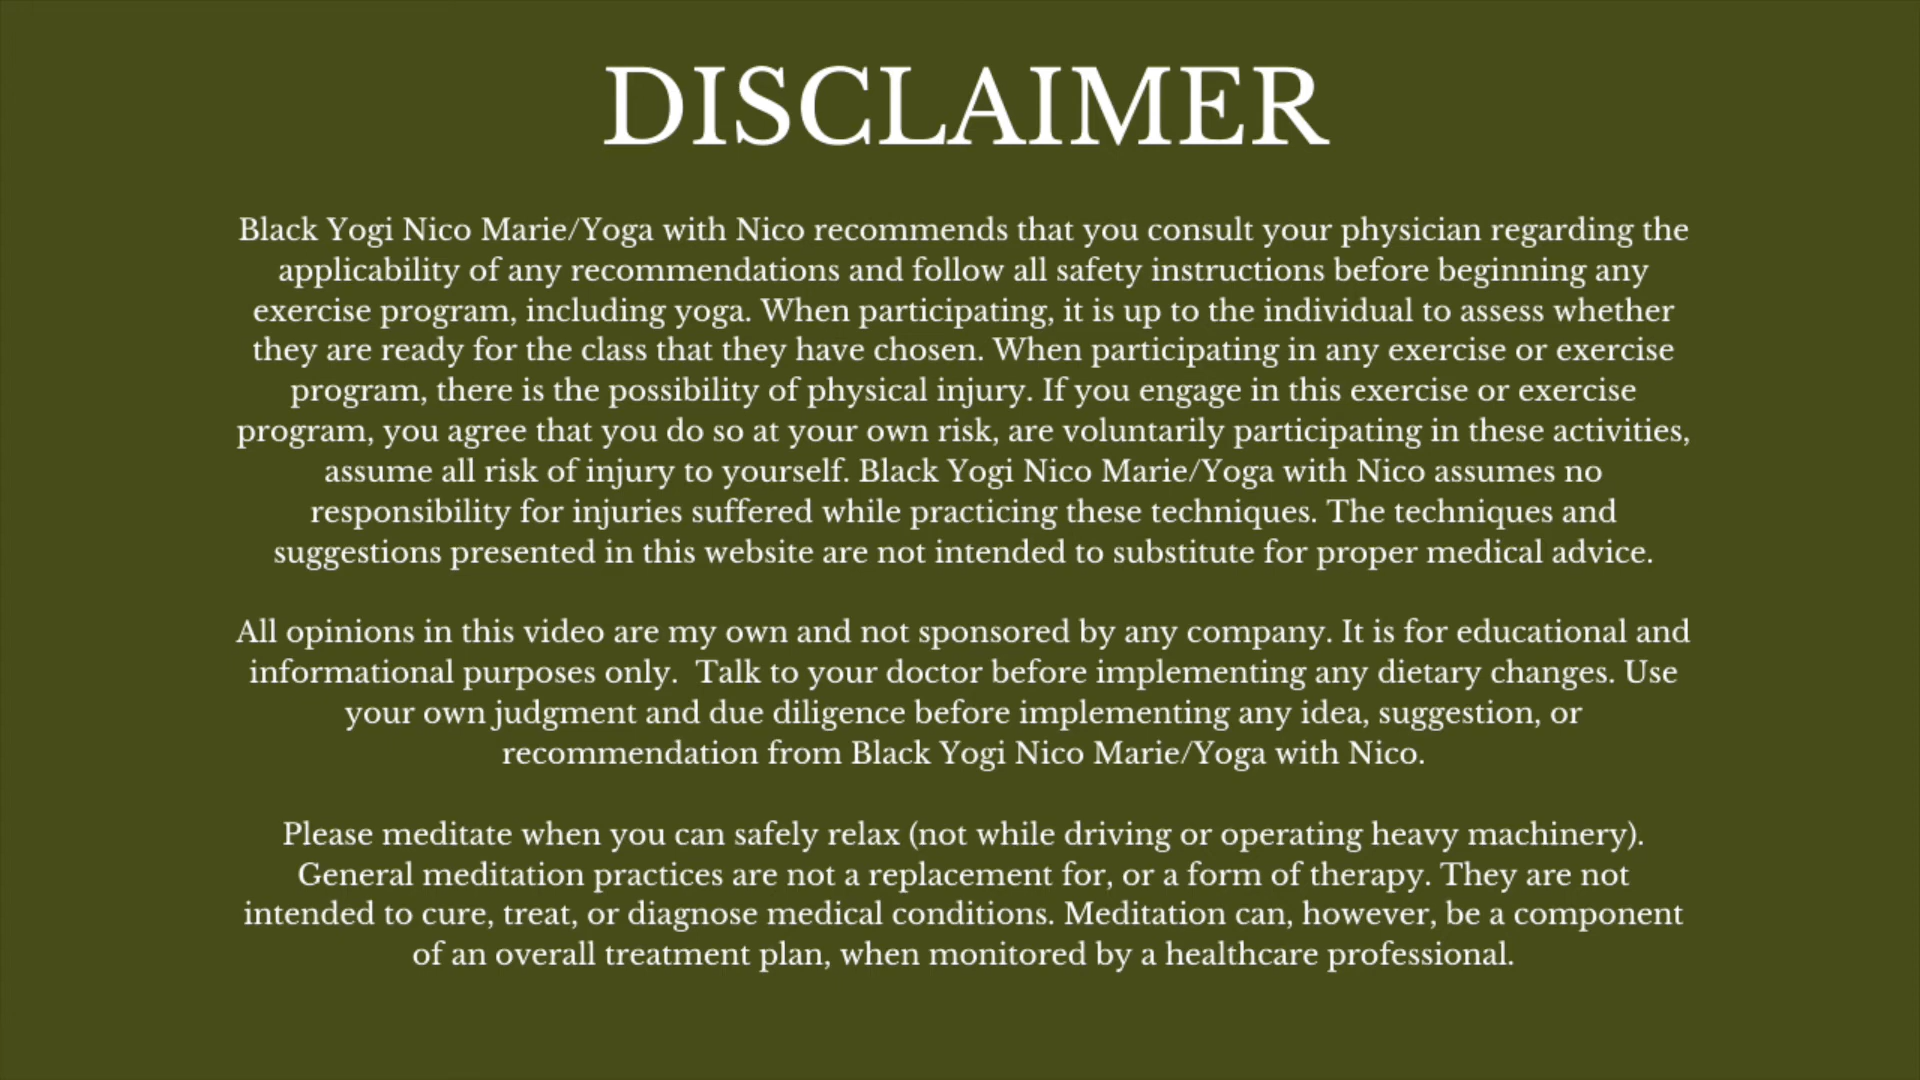 DISCLAIMER
Black Yogi Nico Marie/Yoga with Nico recommends that you consult your physician regarding the
applicability of any recommendations and follow all safety instructions before beginning any
exercise program, including yoga. When participating, it is up to the individual to assess whether
they are ready for the class that they have chosen. When participating in any exercise or exercise
program, there is the possibility of physical injury. If you engage in this exercise or exercise
program, you agree that you do so at your own risk, are voluntarily participating in these activities,
assume all risk of injury to yourself. Black Yogi Nico Marie/Yoga with Nico assumes no
responsibility for injuries suffered while practicing these techniques. The techniques and
suggestions presented in this website are not intended to substitute for proper medical advice.
All opinions in this video are my own and not sponsored by any company. It is for educational and
informational purposes only.  Talk to your doctor before implementing any dietary changes. Use
your own judgment and due diligence before implementing any idea, suggestion, or
recommendation from Black Yogi Nico Marie/Yoga with Nico.
Please meditate when you can safely relax (not while driving or operating heavy machinery).
General meditation practices are not a replacement for, or a form of therapy. They are not
intended to cure, treat, or diagnose medical conditions. Meditation can, however, be a component
of an overall treatment plan, when monitored by a healthcare professional.